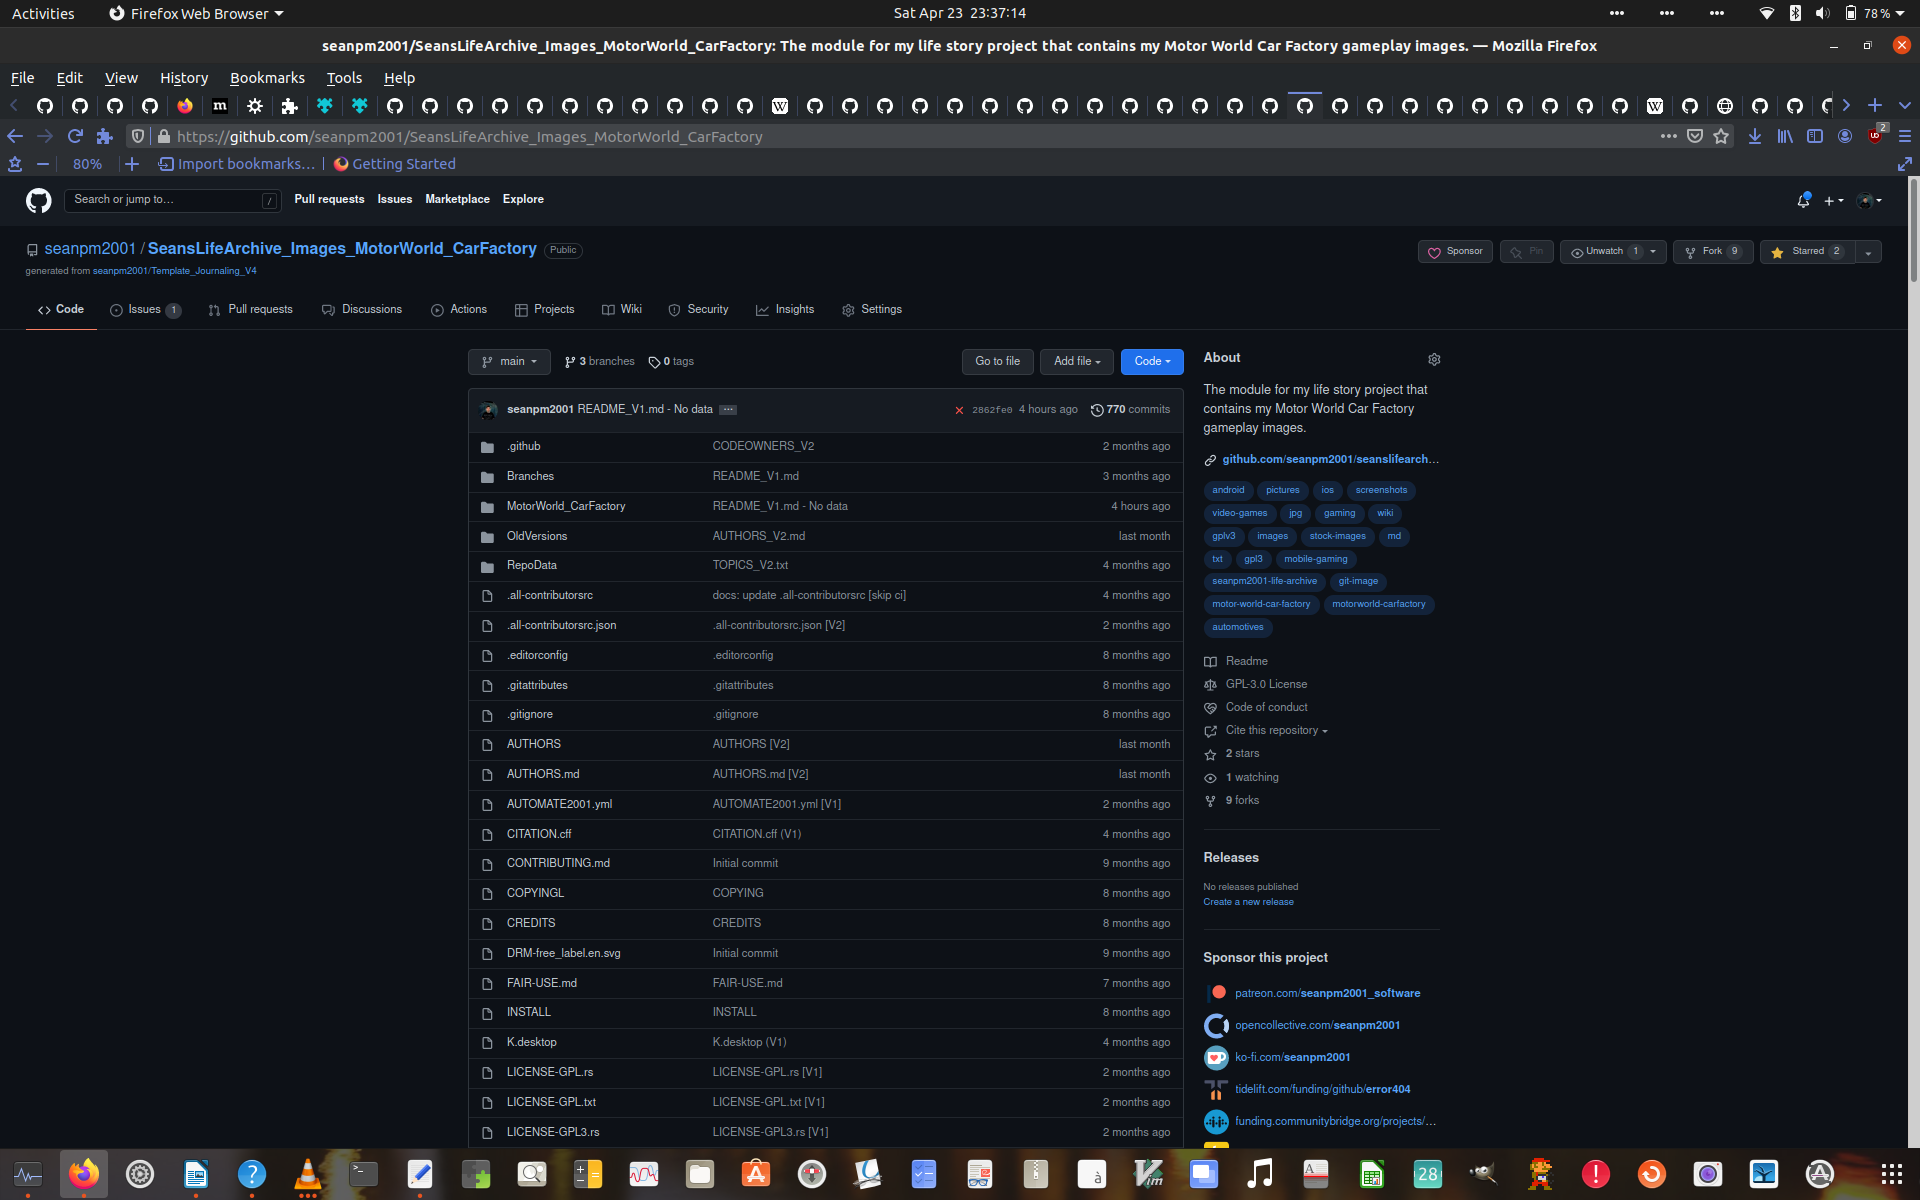 Activities
Firefox Web Browser
Sat Apr 23 23:37:14
78 %
seanpm2001/SeansLifeArchive_Images_MotorWorld_CarFactory: The module for my life story project that contains my Motor World Car Factory gameplay images. — Mozilla Firefox
File Edit View History Bookmarks Tools Help
https://github.com/seanpm2001/SeansLifeArchive_Images_MotorWorld_CarFactory
2
80%
Import bookmarks...
Getting Started
Search or jump to...
/
Pull requests Issues Marketplace Explore
seanpm2001 / SeansLifeArchive_Images_MotorWorld_CarFactory Public
generated from seanpm2001/Template_Journaling_V4
Sponsor
Pin
Unwatch 1
Fork 9
Starred 2
Code
Issues 1
Pull requests
Discussions
Actions
Projects
Wiki
Security
Insights
Settings
main
3 branches
0 tags
Go to file
Add file
Code
seanpm2001 README_V1.md - No data ...
2862fe0 4 hours ago
770 commits
.github CODEOWNERS_V2 2 months ago
Branches README_V1.md 3 months ago
MotorWorld_CarFactory README_V1.md - No data 4 hours ago
OldVersions AUTHORS_V2.md last month
RepoData TOPICS_V2.txt 4 months ago
.all-contributorsrc docs: update .all-contributorsrc [skip ci] 4 months ago
.all-contributorsrc.json .all-contributorsrc.json [V2] 2 months ago
.editorconfig .editorconfig 8 months ago
.gitattributes .gitattributes 8 months ago
.gitignore .gitignore 8 months ago
AUTHORS AUTHORS [V2] last month
AUTHORS.md AUTHORS.md [V2] last month
AUTOMATE2001.yml AUTOMATE2001.yml [V1] 2 months ago
CITATION.cff CITATION.cff (V1) 4 months ago
CONTRIBUTING.md Initial commit 9 months ago
COPYINGL COPYING 8 months ago
CREDITS CREDITS 8 months ago
DRM-free_label.en.svg Initial commit 9 months ago
FAIR-USE.md FAIR-USE.md 7 months ago
INSTALL INSTALL 8 months ago
K.desktop K.desktop (V1) 4 months ago
LICENSE-GPL.rs LICENSE-GPL.rs [V1] 2 months ago
LICENSE-GPL.txt LICENSE-GPL.txt [V1] 2 months ago
LICENSE-GPL3.rs LICENSE-GPL3.rs [V1] 2 months ago
About
The module for my life story project that
contains my Motor World Car Factory
gameplay images.
github.com/seanpm2001/seanslifearch...
android pictures ios screenshots
video-games jpg gaming wiki
gplv3 images stock-images md
txt gpl3 mobile-gaming
seanpm2001-life-archive git-image
motor-world-car-factory motorworld-carfactory
automotives
Readme
GPL-3.0 License
Code of conduct
Cite this repository
2 stars
1 watching
9 forks
Releases
No releases published
Create a new release
Sponsor this project
patreon.com/seanpm2001_software
opencollective.com/seanpm2001
ko-fi.com/seanpm2001
tidelift.com/funding/github/error404
funding.communitybridge.org/projects/...
28